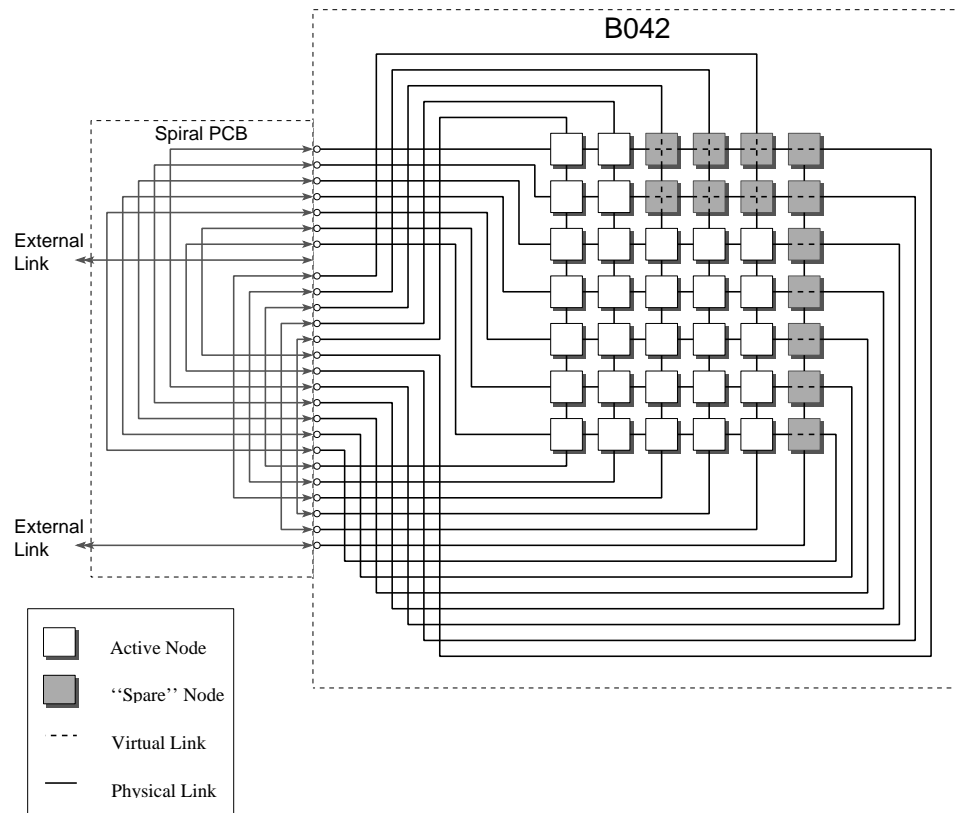 B042
Spiral PCB
External
Link
External
Link
Active Node
‘‘Spare’’ Node
Virtual Link
Physical Link